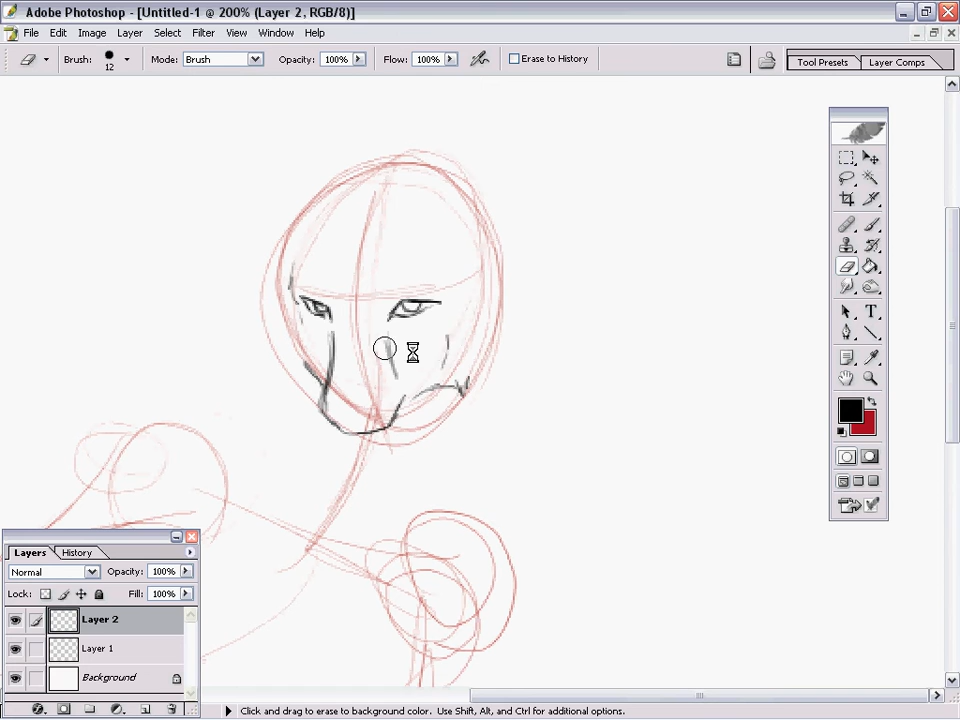 Adobe Photoshop - [Untitled-1 @ 200% (Layer 2, RGB/8)]
File Edit Image Layer Select Filter View Window Help
Brush: 12 Mode: Brush Opacity: 100% Flow: 100% Erase to History Tool Presets Layer Comps
Layers History
Normal Opacity: 100%
Lock: Fill: 100%
Layer 2
Layer 1
Background
Click and drag to erase to background color. Use Shift, Alt, and Ctrl for additional options.